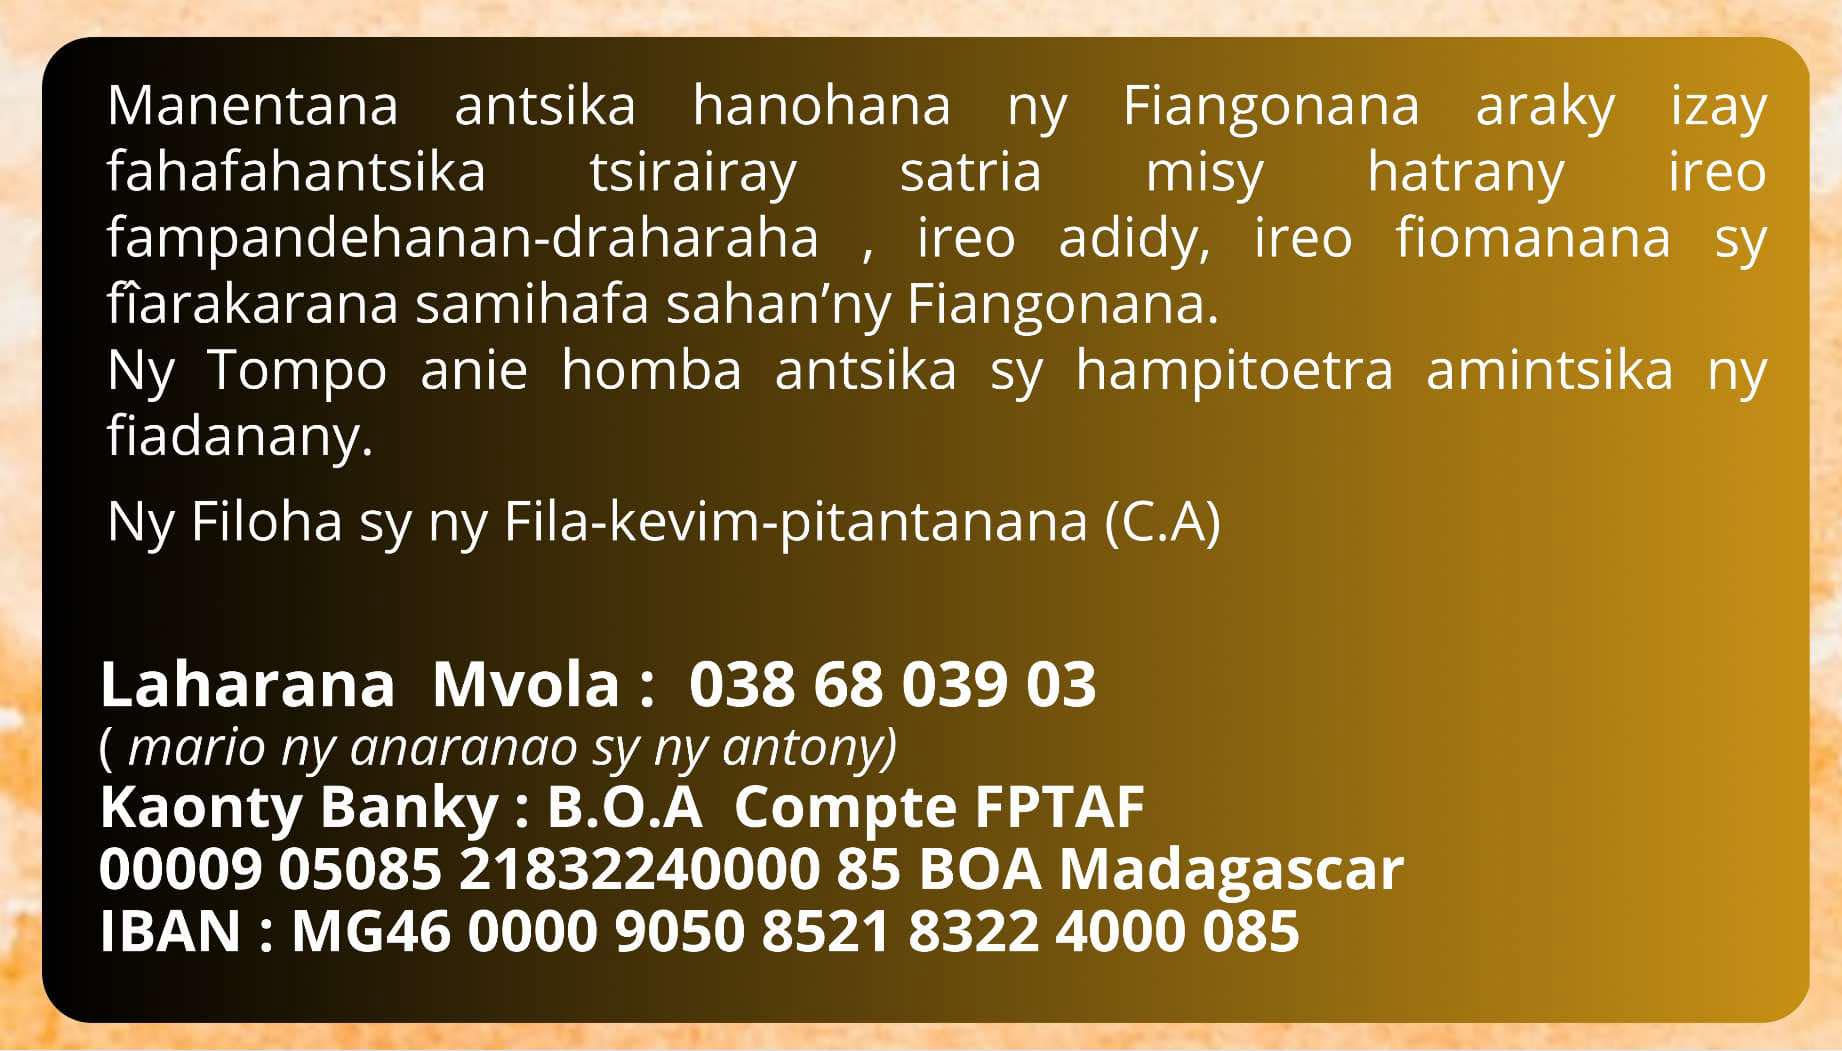 Manentana antsika hanohana ny Fiangonana araky izay
fahafahantsika tsirairay satria misy hatrany ireo
fampandehanan-draharaha , ireo adidy, ireo fiomanana sy
fîarakarana samihafa sahan’ny Fiangonana.
Ny Tompo anie homba antsika sy hampitoetra amintsika ny
fiadanany.
Ny Filoha sy ny Fila-kevim-pitantanana (C.A)
Laharana Mvola : 038 68 039 03
( mario ny anaranao sy ny antony)
Kaonty Banky : B.O.A Compte FPTAF
00009 05085 21832240000 85 BOA Madagascar
IBAN : MG46 0000 9050 8521 8322 4000 085